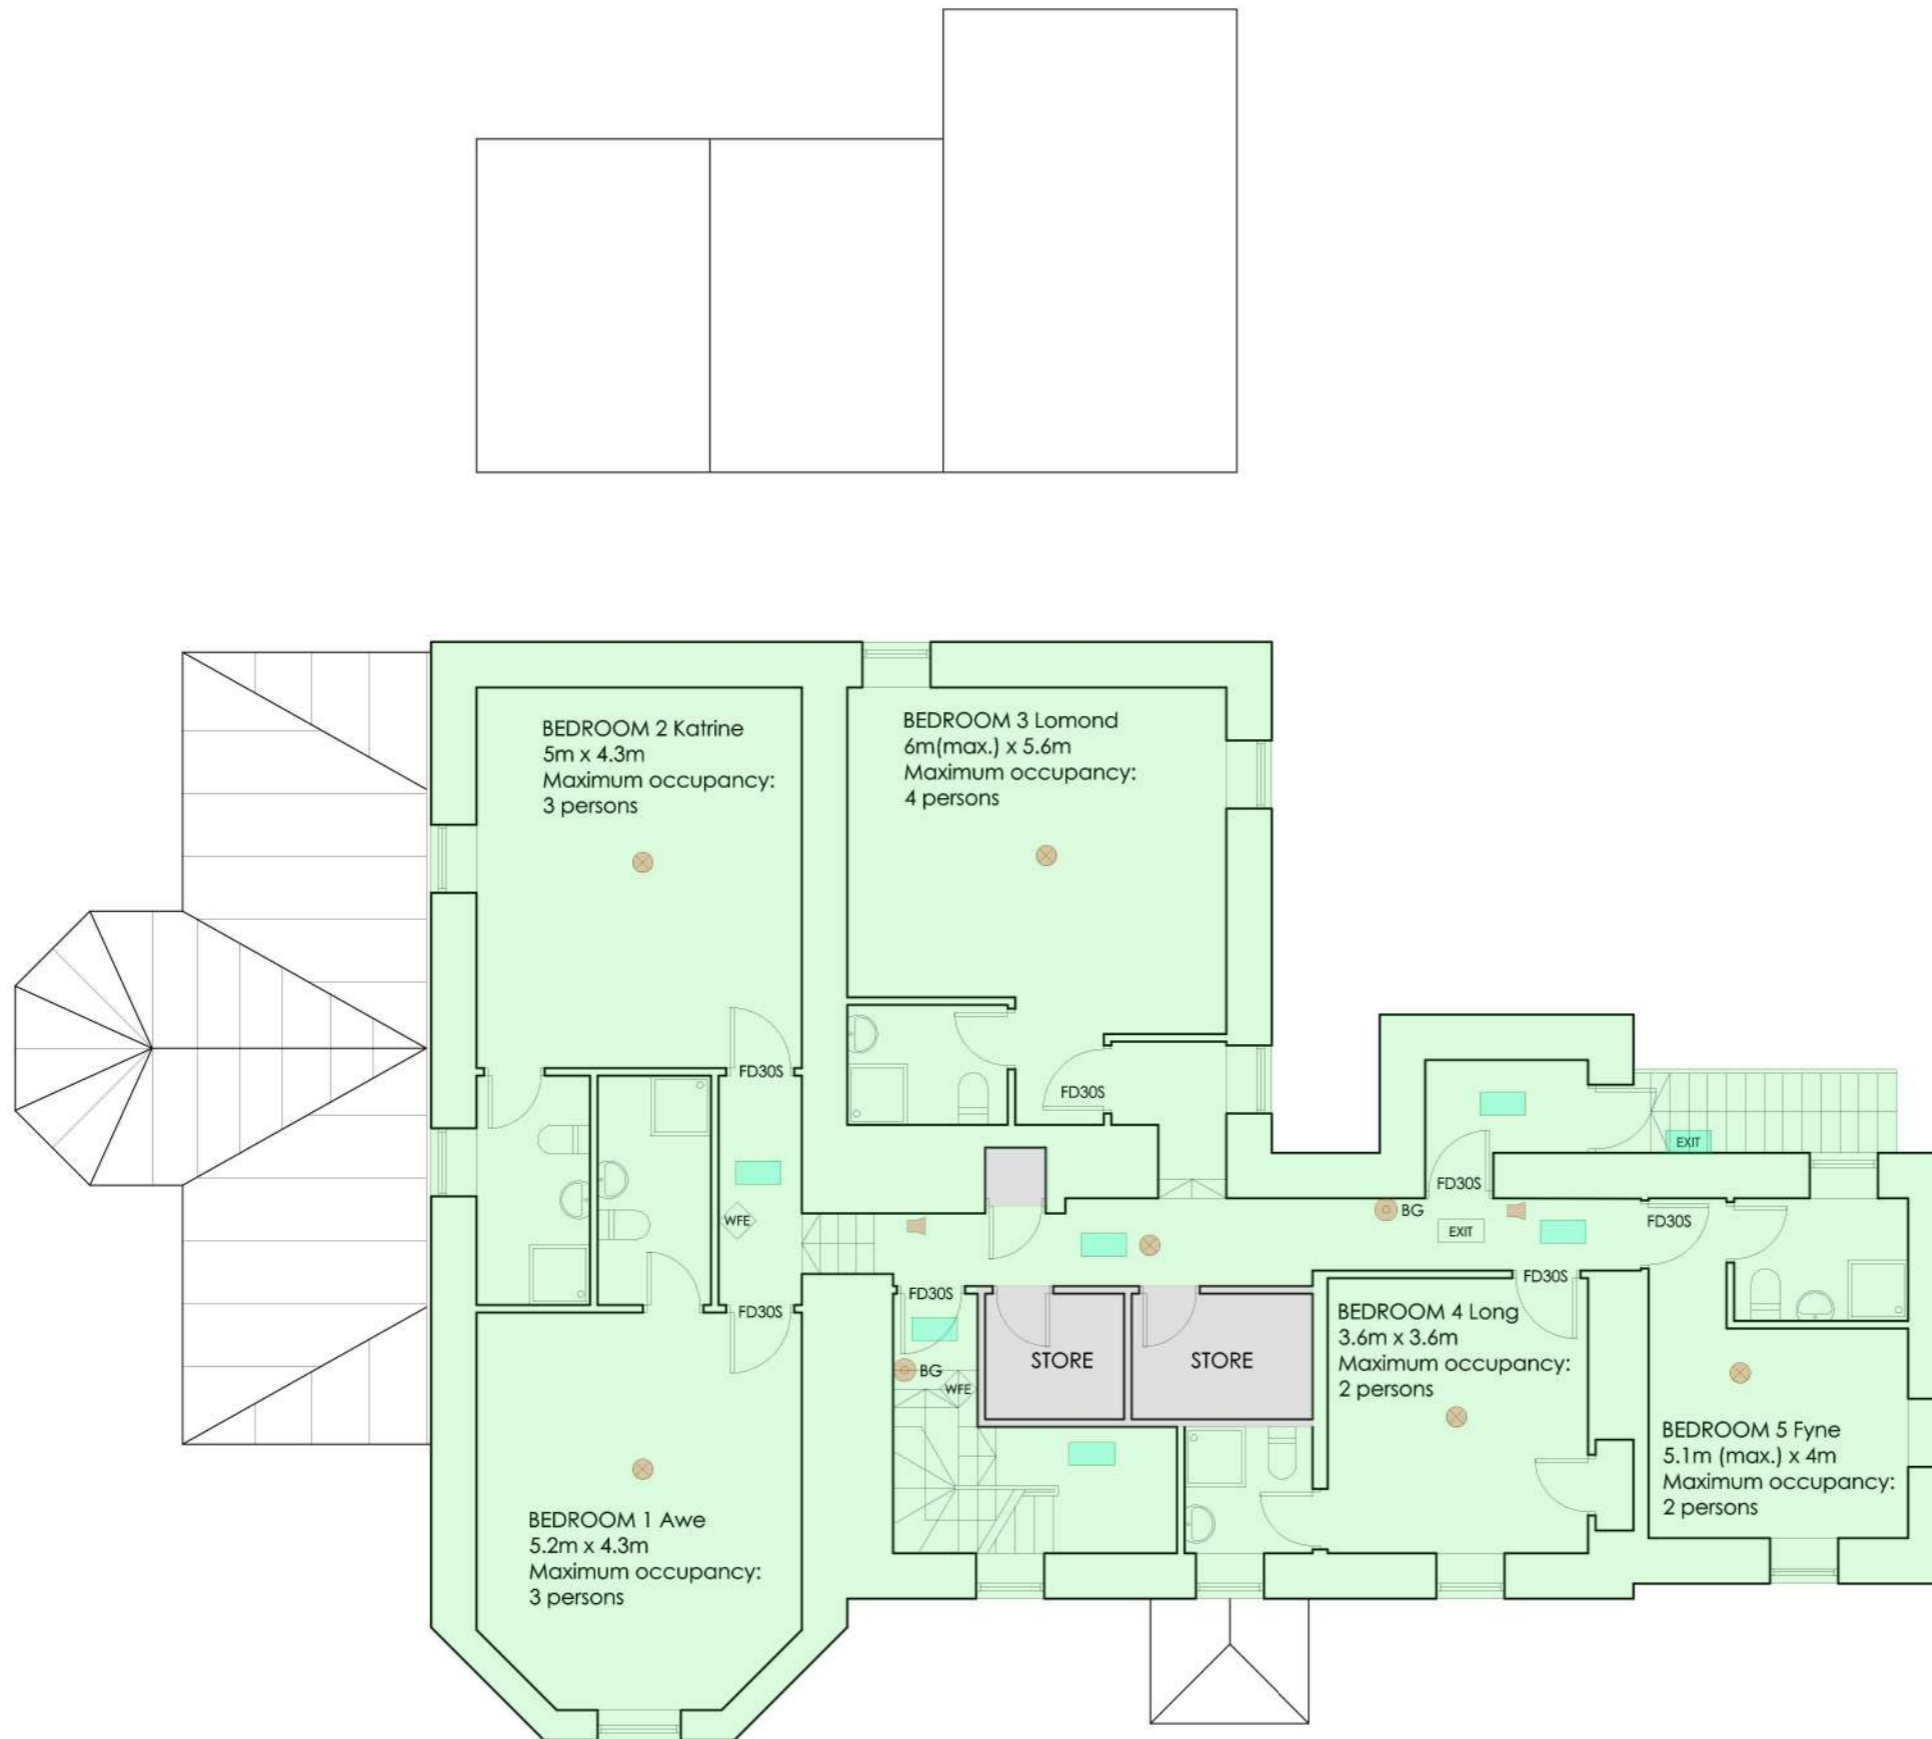 BEDROOM 2 Katrine
5m x 4.3m
Maximum occupancy:
3 persons
BEDROOM 3 Lomond
6m(max.) x 5.6m
Maximum occupancy:
4 persons
FD30S
FD30S
EXIT
FD30S
WFE
BG
EXIT
FD30S
FD30S
FD30S
FD30S
BG
WFE
STORE
STORE
BEDROOM 4 Long
3.6m x 3.6m
Maximum occupancy:
2 persons
BEDROOM 5 Fyne
5.1m (max.) x 4m
Maximum occupancy:
2 persons
BEDROOM 1 Awe
5.2m x 4.3m
Maximum occupancy:
3 persons